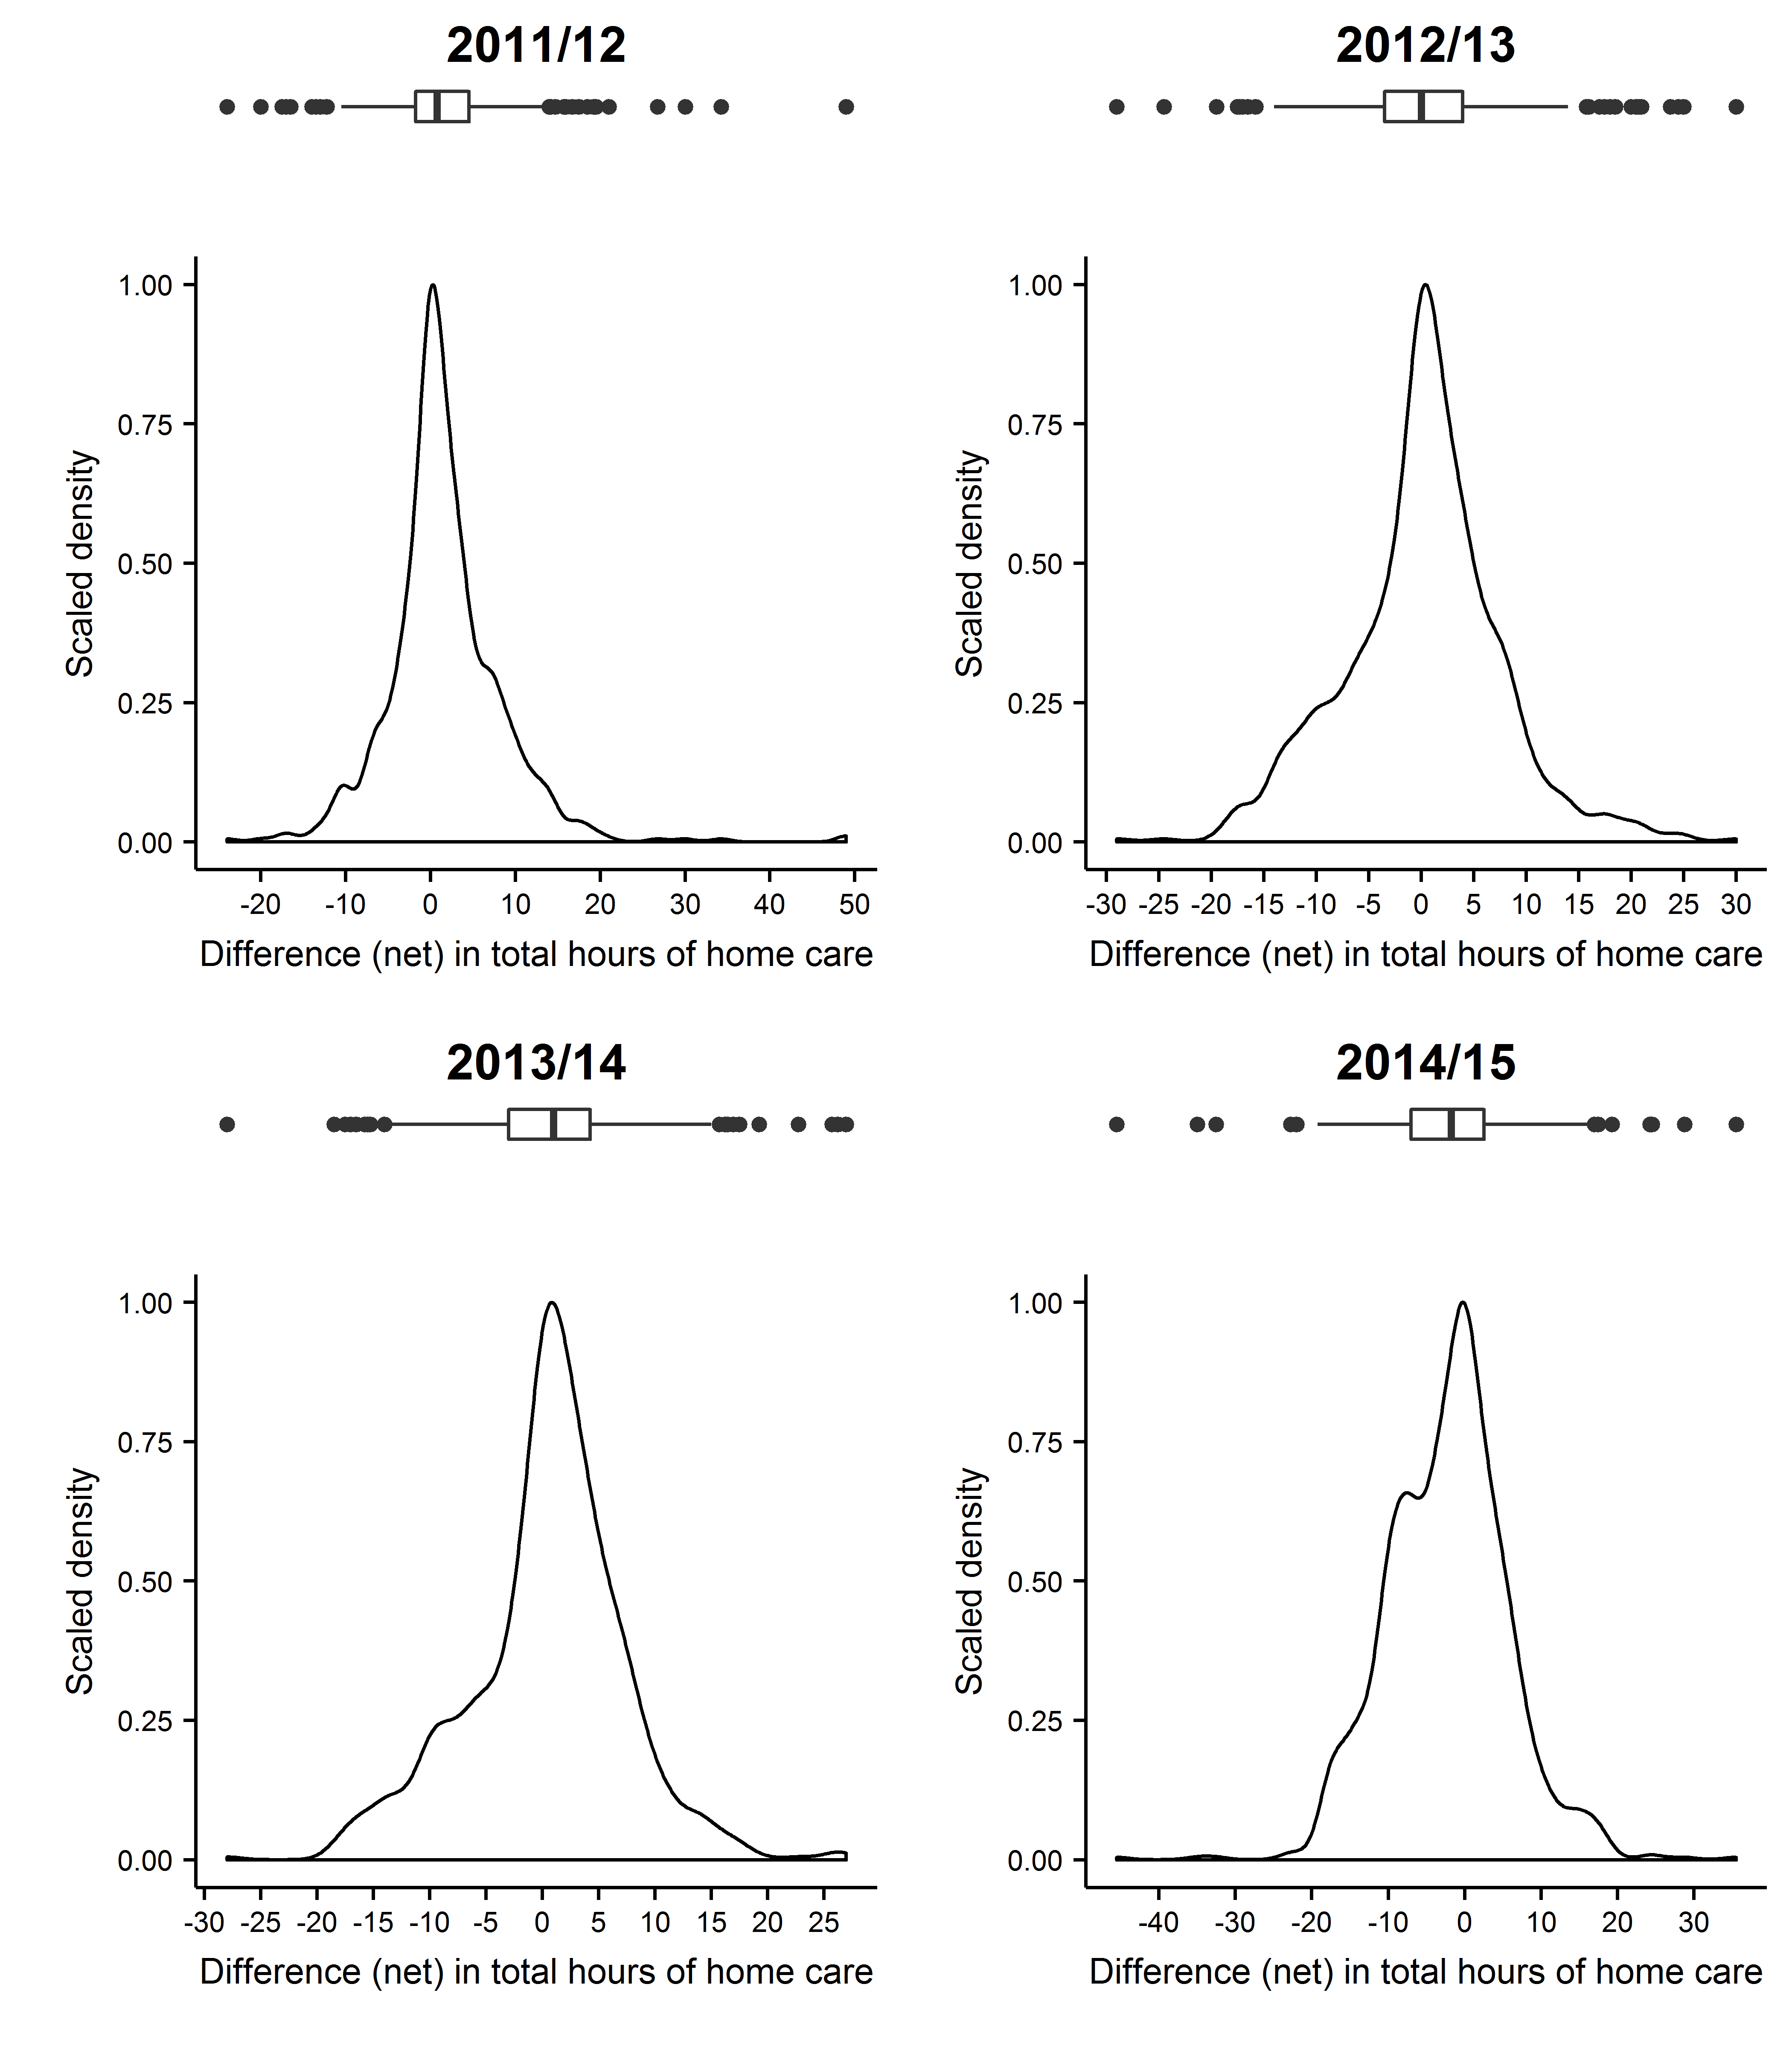 2011/12
1.00
0.75
0.50
0.25
0.00
Scaled density
-20 -10 0 10 20 30 40 50
Difference (net) in total hours of home care
2012/13
1.00
0.75
0.50
0.25
0.00
Scaled density
-30 -25 -20 -15 -10 -5 0 5 10 15 20 25 30
Difference (net) in total hours of home care
2013/14
1.00
0.75
0.50
0.25
0.00
Scaled density
-30 -25 -20 -15 -10 -5 0 5 10 15 20 25
Difference (net) in total hours of home care
2014/15
1.00
0.75
0.50
0.25
0.00
Scaled density
-40 -30 -20 -10 0 10 20 30
Difference (net) in total hours of home care